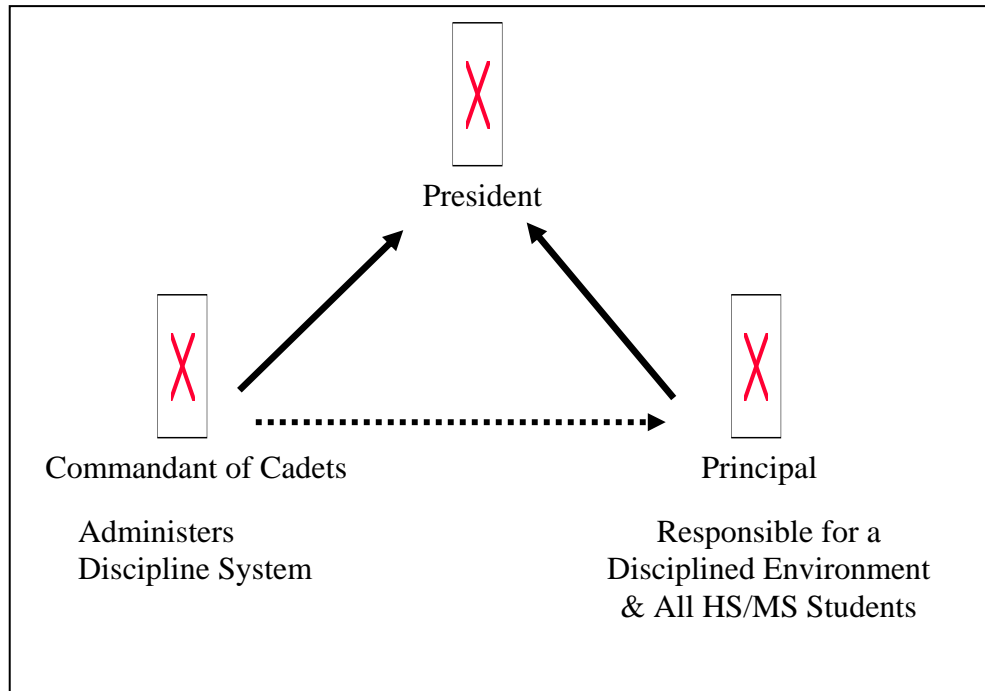 President
Commandant of Cadets
Principal
Administers
Discipline System
Responsible for a
Disciplined Environment
& All HS/MS Students